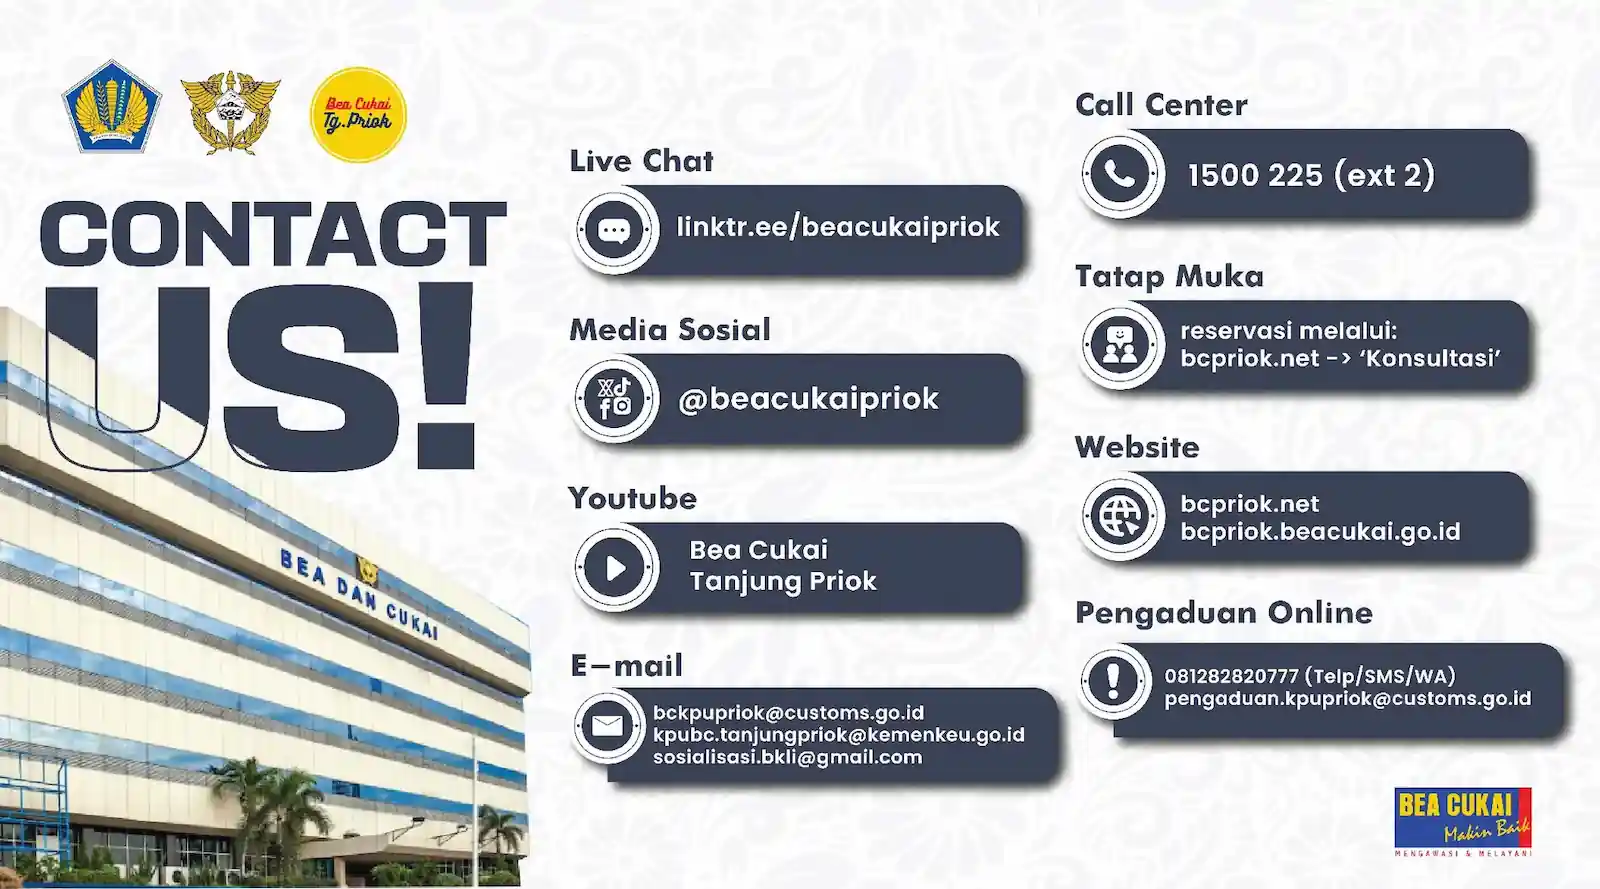 Bea Cukai
Tg.Priok
CONTACT
US!
BEA DAN CUKAI
Live Chat
linktr.ee/beacukaipriok
Media Sosial
@beacukaipriok
Youtube
Bea Cukai
Tanjung Priok
E-mail
bckpupriok@customs.go.id
kpubc.tanjungpriok@kemenkeu.go.id
sosialisasi.bkli@gmail.com
Call Center
1500 225 (ext 2)
Tatap Muka
reservasi melalui:
bcpriok.net -> ‘Konsultasi’
Website
bcpriok.net
bcpriok.beacukai.go.id
Pengaduan Online
081282820777 (Telp/SMS/WA)
pengaduan.kpupriok@customs.go.id
BEA CUKAI
Makin Baik
MENGAWASI & MELAYANI